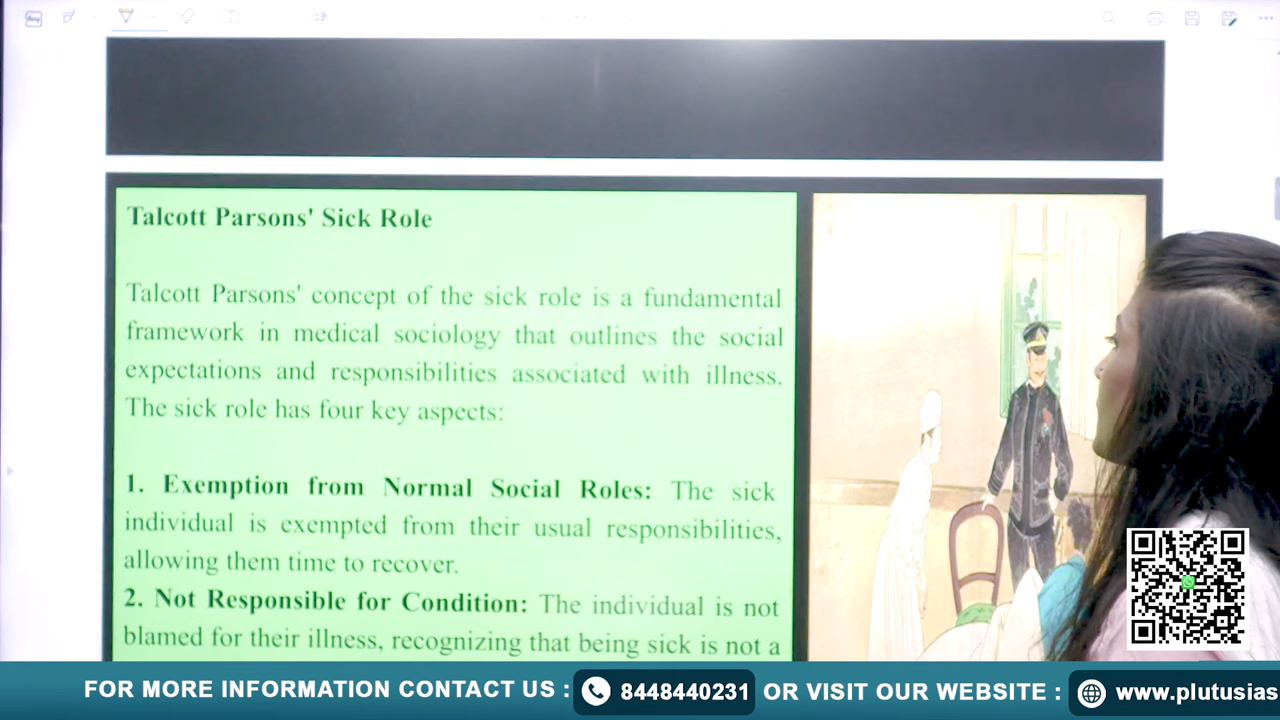 Talcott Parsons' Sick Role
Talcott Parsons' concept of the sick role is a fundamental
framework in medical sociology that outlines the social
expectations and responsibilities associated with illness.
The sick role has four key aspects:
1. Exemption from Normal Social Roles: The sick
individual is exempted from their usual responsibilities,
allowing them time to recover.
2. Not Responsible for Condition: The individual is not
blamed for their illness, recognizing that being sick is not a
FOR MORE INFORMATION CONTACT US : 8448440231 OR VISIT OUR WEBSITE : www.plutusias